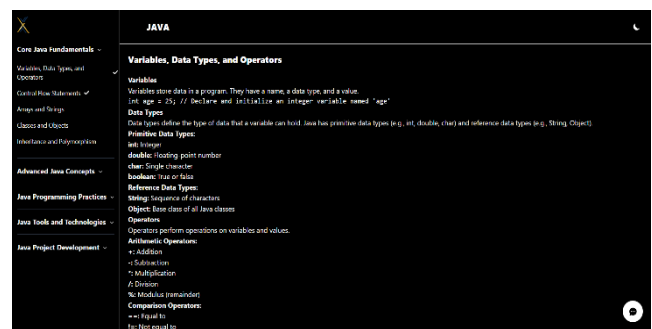 JAVA
Core Java Fundamentals
Variables, Data Types, and
Operators
Control Flow Statements
Arrays and Strings
Classes and Objects
Inheritance and Polymorphism
Advanced Java Concepts
Java Programming Practices
Java Tools and Technologies
Java Project Development
Variables, Data Types, and Operators
Variables
Variables store data in a program. They have a name, a data type, and a value.
int age = 25; // Declare and initialize an integer variable named 'age'
Data Types
Data types define the type of data that a variable can hold. Java has primitive data types (e.g., int, double, char) and reference data types (e.g., String, Object).
Primitive Data Types:
int: Integer
double: Floating-point number
char: Single character
boolean: True or false
Reference Data Types:
String: Sequence of characters
Object: Base class of all Java classes
Operators
Operators perform operations on variables and values.
Arithmetic Operators:
+: Addition
-: Subtraction
*: Multiplication
/: Division
%: Modulus (remainder)
Comparison Operators:
==: Equal to
!=: Not equal to